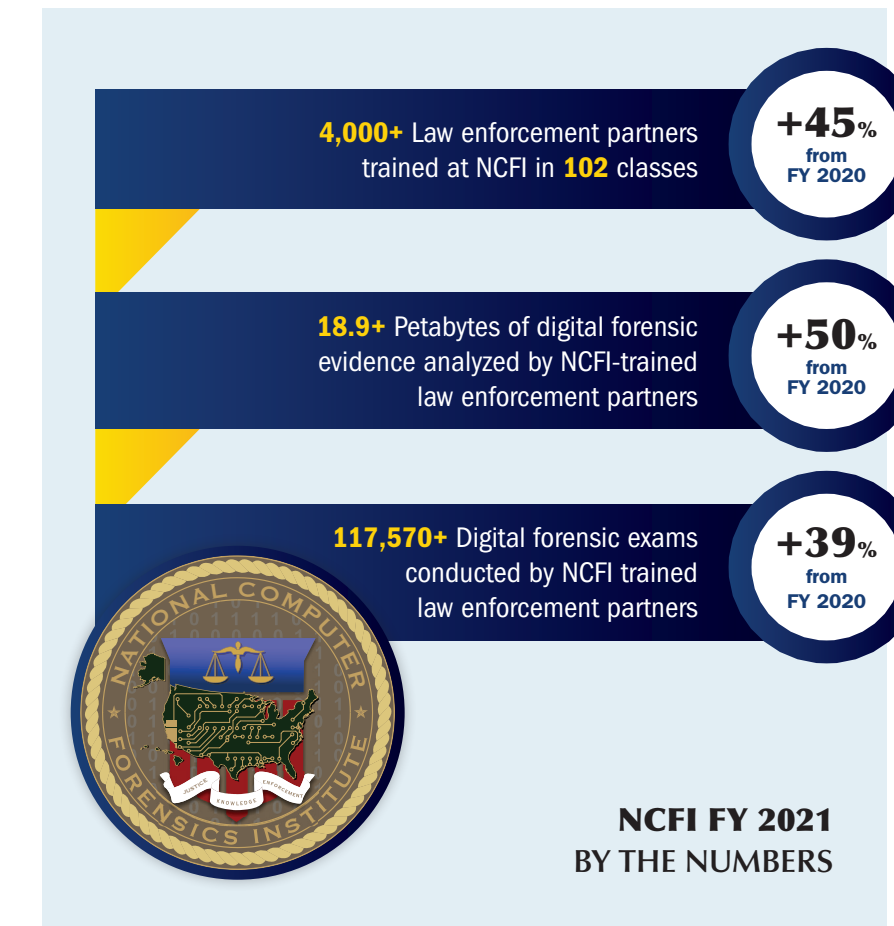 4,000+ Law enforcement partners
trained at NCFI in 102 classes
+45%
from
FY 2020
18.9+ Petabytes of digital forensic
evidence analyzed by NCFI-trained
law enforcement partners
+50%
from
FY 2020
117,570+ Digital forensic exams
conducted by NCFI trained
law enforcement partners
+39%
from
FY 2020
NATIONAL COMPUTER
FORENSICS INSTITUTE
JUSTICE
KNOWLEDGE
ENFORCEMENT
NCFI FY 2021
BY THE NUMBERS